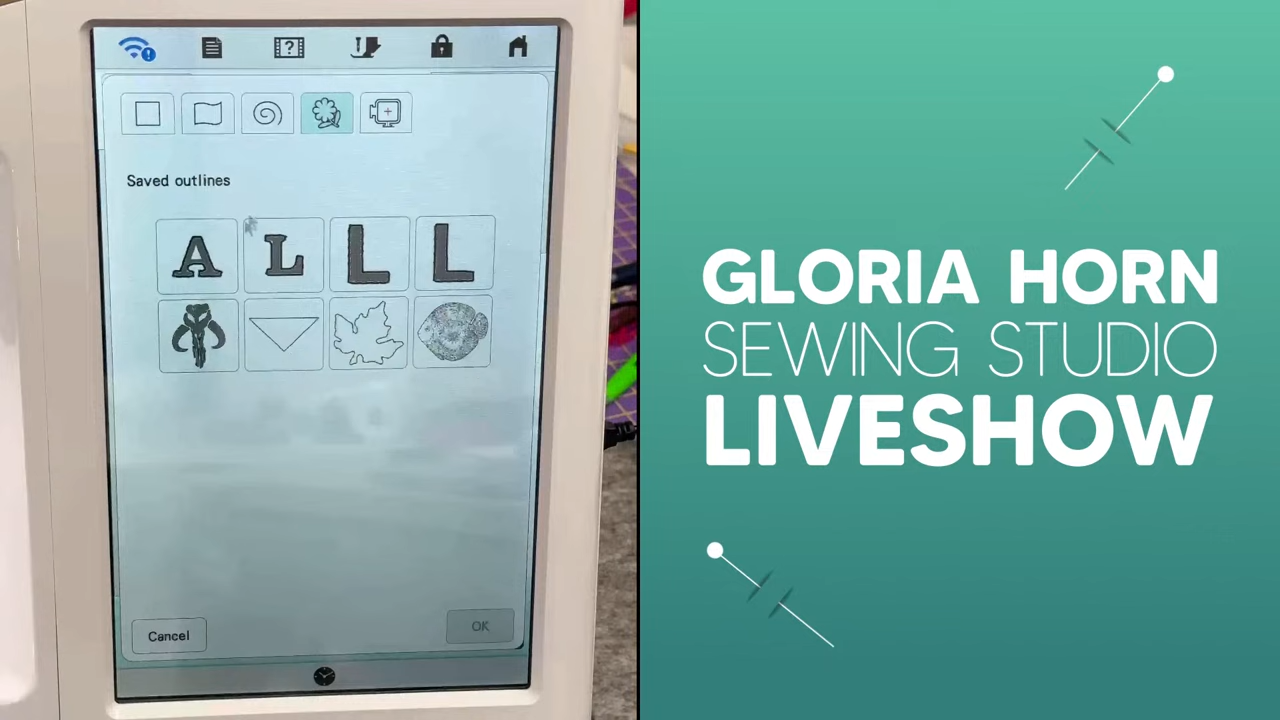 Saved outlines
A L L L
Cancel
OK
GLORIA HORN
SEWING STUDIO
LIVESHOW